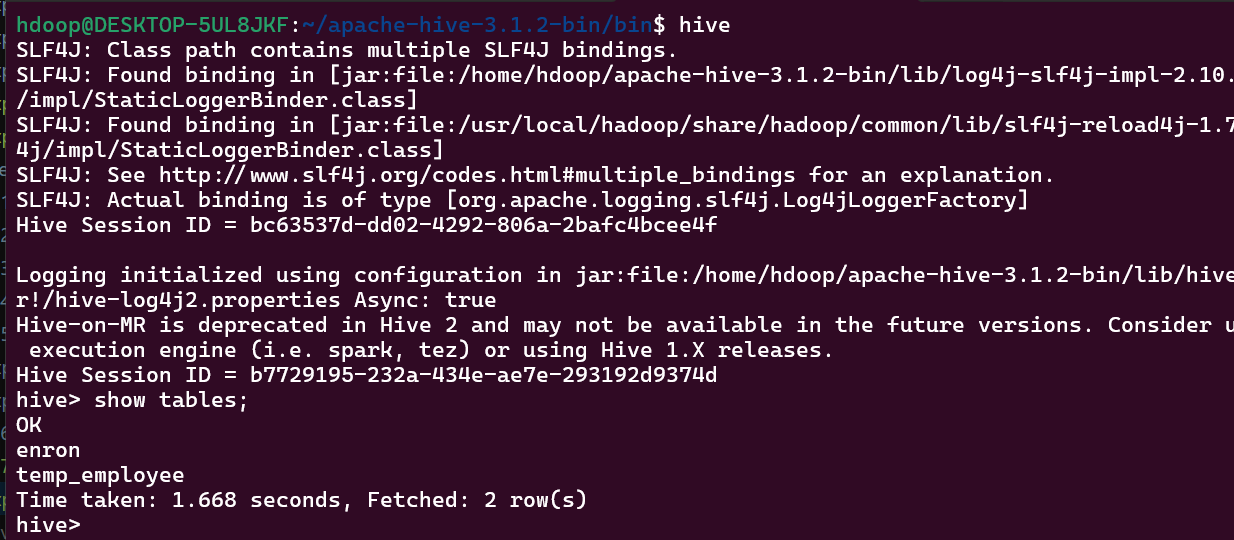 hdoop@DESKTOP-5UL8JKF:~/apache-hive-3.1.2-bin/bin$ hive
SLF4J: Class path contains multiple SLF4J bindings.
SLF4J: Found binding in [jar:file:/home/hdoop/apache-hive-3.1.2-bin/lib/log4j-slf4j-impl-2.10.
/impl/StaticLoggerBinder.class]
SLF4J: Found binding in [jar:file:/usr/local/hadoop/share/hadoop/common/lib/slf4j-reload4j-1.7
4j/impl/StaticLoggerBinder.class]
SLF4J: See http://www.slf4j.org/codes.html#multiple_bindings for an explanation.
SLF4J: Actual binding is of type [org.apache.logging.slf4j.Log4jLoggerFactory]
Hive Session ID = bc63537d-dd02-4292-806a-2bafc4bcee4f
Logging initialized using configuration in jar:file:/home/hdoop/apache-hive-3.1.2-bin/lib/hive
r!/hive-log4j2.properties Async: true
Hive-on-MR is deprecated in Hive 2 and may not be available in the future versions. Consider u
execution engine (i.e. spark, tez) or using Hive 1.X releases.
Hive Session ID = b7729195-232a-434e-ae7e-293192d9374d
hive> show tables;
OK
enron
temp_employee
Time taken: 1.668 seconds, Fetched: 2 row(s)
hive>